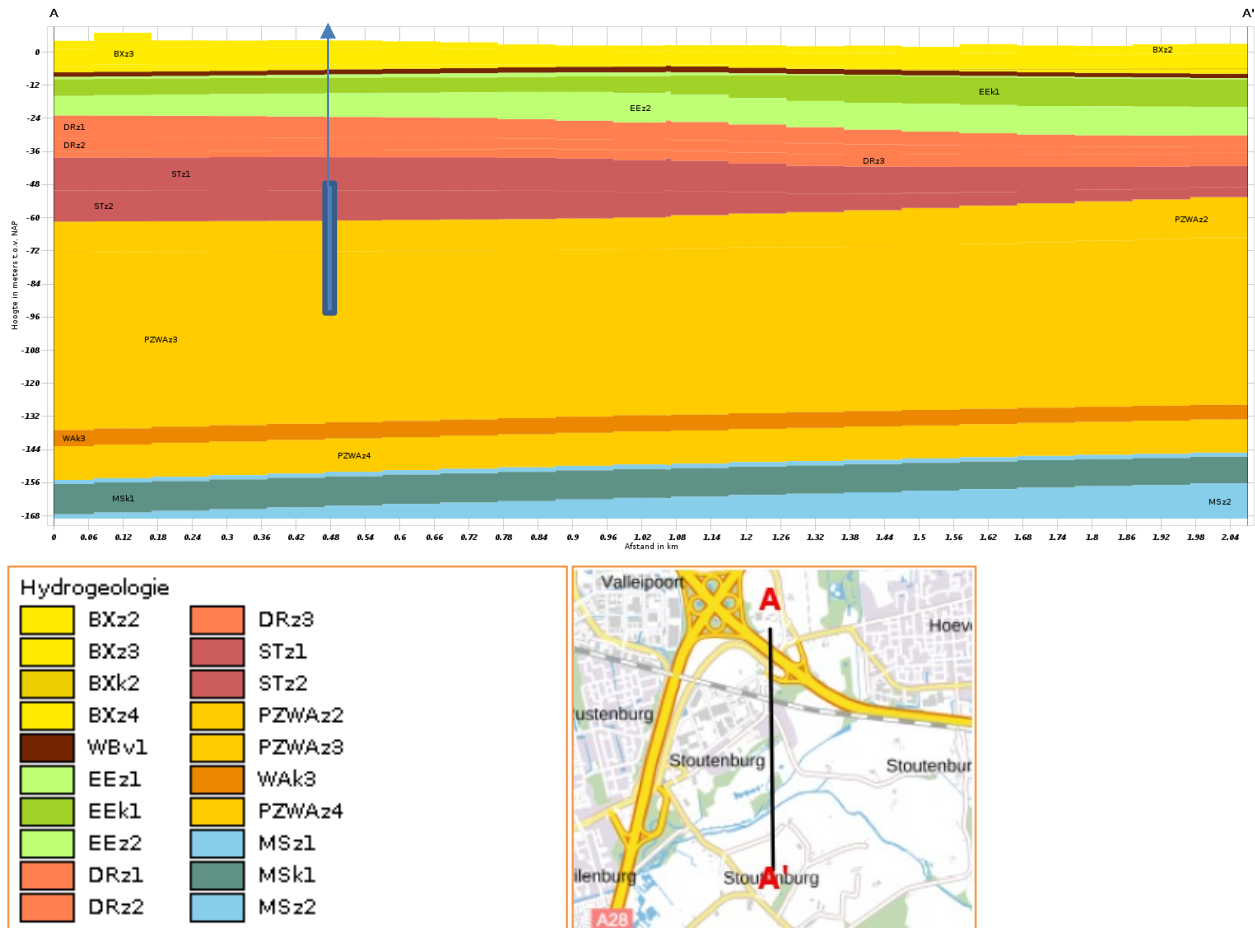 A A'
BXz3
BXz2
EEk1
EEz2
DRz1
DRz2
DRz3
STz1
STz2
PZWAz2
PZWAz3
WAk3
PZWAz4
MSk1
MSz2
Hoogte in meters t.o.v. NAP
0
-12
-24
-36
-48
-60
-72
-84
-96
-108
-120
-132
-144
-156
-168
0 0.06 0.12 0.18 0.24 0.3 0.36 0.42 0.48 0.54 0.6 0.66 0.72 0.78 0.84 0.9 0.96 1.02 1.08 1.14 1.2 1.26 1.32 1.38 1.44 1.5 1.56 1.62 1.68 1.74 1.8 1.86 1.92 1.98 2.04
Afstand in km
Hydrogeologie
BXz2
BXz3
BXk2
BXz4
WBv1
EEz1
EEk1
EEz2
DRz1
DRz2
DRz3
STz1
STz2
PZWAz2
PZWAz3
WAk3
PZWAz4
MSz1
MSk1
MSz2
Valleipoort
A
Hoev
ustenburg
Stoutenburg
Stoutenbur
ilenburg
Stoutenburg
A'
A28